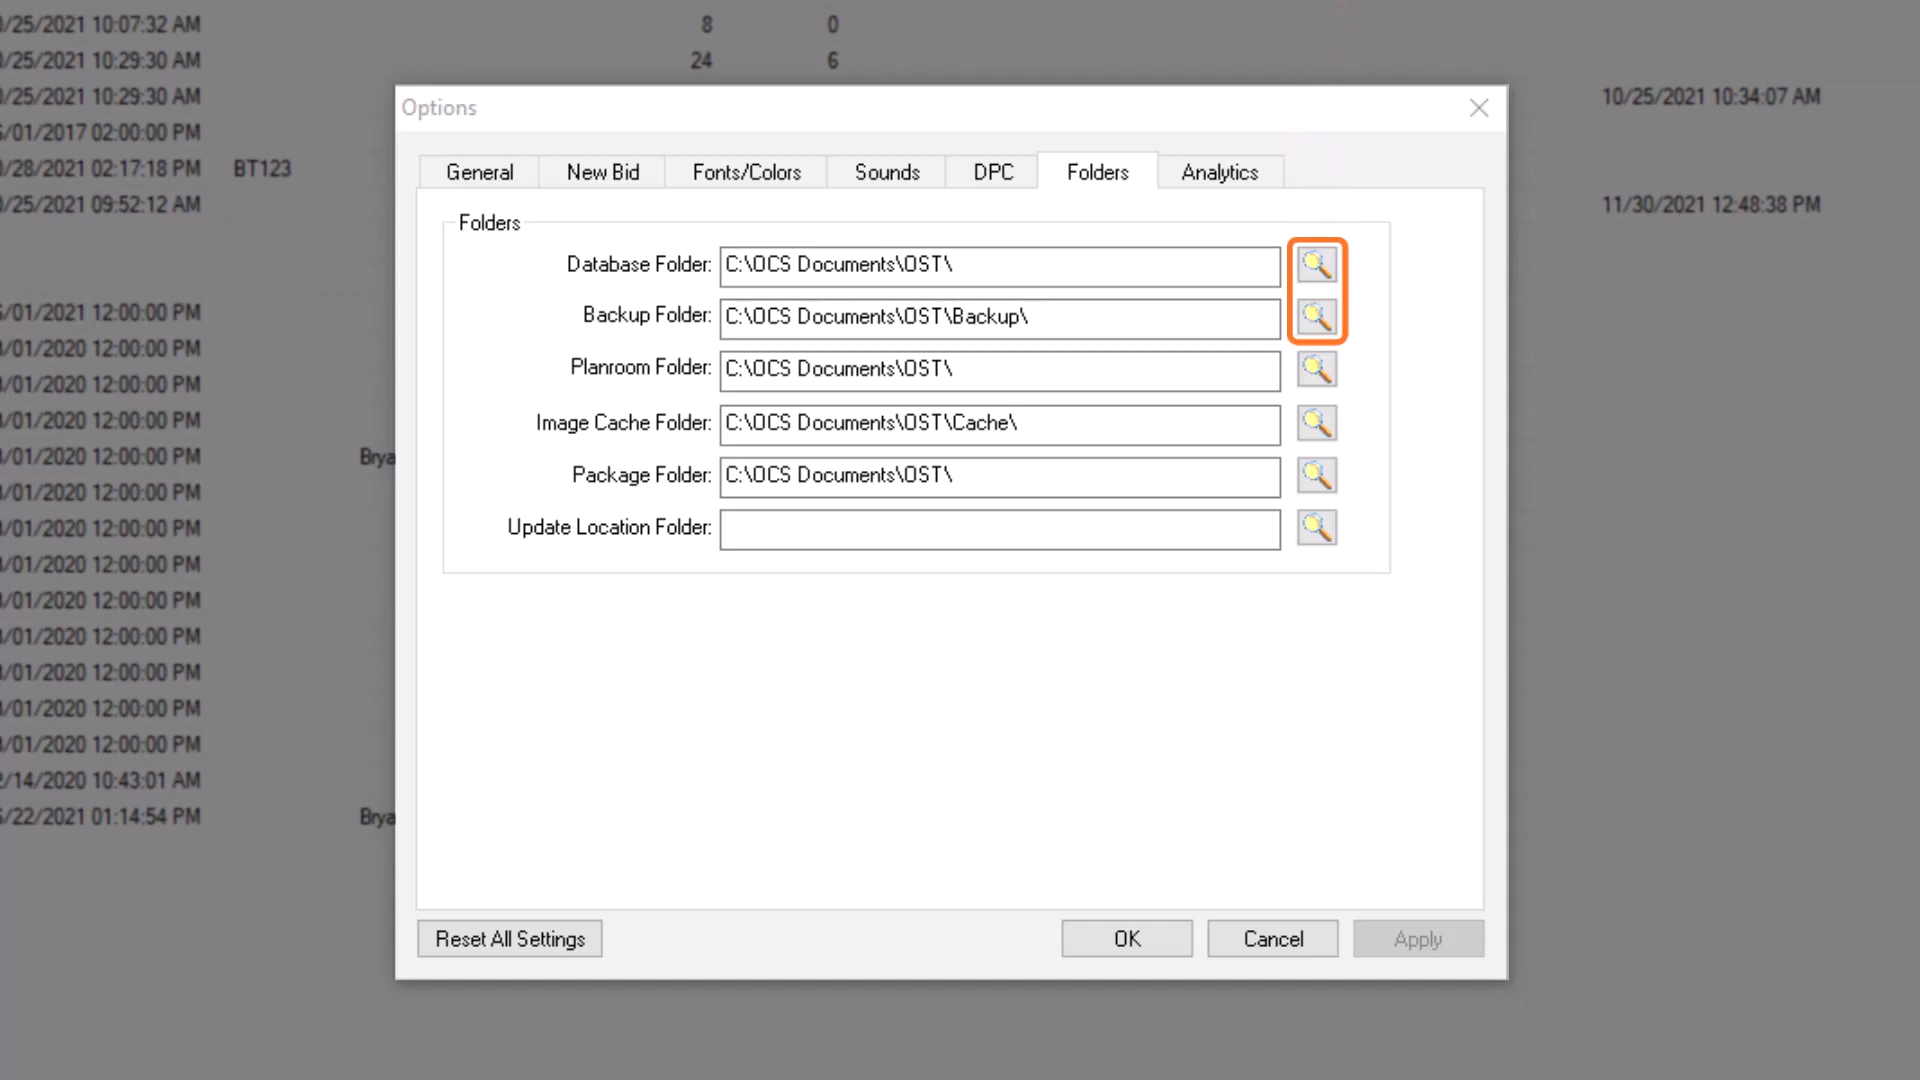 /25/2021 10:07:32 AM 8 0
/25/2021 10:29:30 AM 24 6
/25/2021 10:29:30 AM 10/25/2021 10:34:07 AM
/01/2017 02:00:00 PM
/28/2021 02:17:18 PM BT123
/25/2021 09:52:12 AM 11/30/2021 12:48:38 PM
/01/2021 12:00:00 PM
/01/2020 12:00:00 PM
/01/2020 12:00:00 PM
/01/2020 12:00:00 PM
/01/2020 12:00:00 PM Brya
/01/2020 12:00:00 PM
/01/2020 12:00:00 PM
/01/2020 12:00:00 PM
/01/2020 12:00:00 PM
/01/2020 12:00:00 PM
/01/2020 12:00:00 PM
/01/2020 12:00:00 PM
/01/2020 12:00:00 PM
/14/2020 10:43:01 AM
/22/2021 01:14:54 PM Brya
Options
General New Bid Fonts/Colors Sounds DPC Folders Analytics
Folders
Database Folder: C:\OCS Documents\OST\
Backup Folder: C:\OCS Documents\OST\Backup\
Planroom Folder: C:\OCS Documents\OST\
Image Cache Folder: C:\OCS Documents\OST\Cache\
Package Folder: C:\OCS Documents\OST\
Update Location Folder:
Reset All Settings OK Cancel Apply